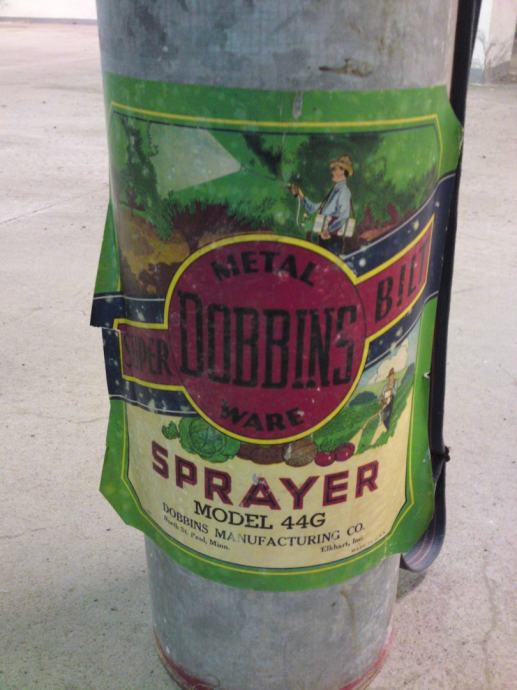 METAL
SUPER DOBBINS BILT
WARE
SPRAYER
MODEL 44G
DOBBINS MANUFACTURING CO.
North St. Paul, Minn. Elkhart, Ind.